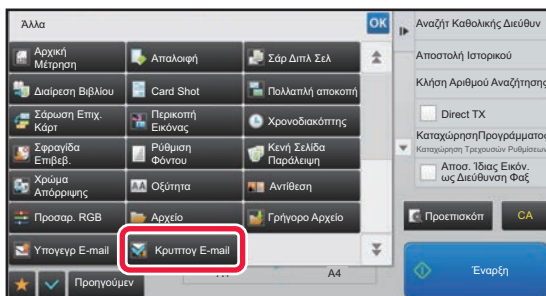 Άλλα
OK
Αρχική
Μέτρηση
Απαλοιφή
Σάρ Διπλ Σελ
Διαίρεση Βιβλίου
Card Shot
Πολλαπλή αποκοπή
Σάρωση Επιχ.
Κάρτ
Περικοπή
Εικόνας
Χρονοδιακόπτης
Σφραγίδα
Επιβεβ.
Ρύθμιση
Φόντου
Κενή Σελίδα
Παράλειψη
Χρώμα
Απόρριψης
Οξύτητα
Αντίθεση
Προσαρ. RGB
Αρχείο
Γρήγορο Αρχείο
Υπογεγρ E-mail
Κρυπτογ E-mail
Προηγούμεν
A4
Αναζήτ Καθολικής Διεύθυν
Αποστολή Ιστορικού
Κλήση Αριθμού Αναζήτησης
Direct TX
ΚαταχώρησηΠρογράμματος
Καταχώρηση Τρεχουσών Ρυθμίσεων
Αποσ. Ίδιας Εικόν.
ως Διεύθυνση Φαξ
Προεπισκόπ
CA
Έναρξη